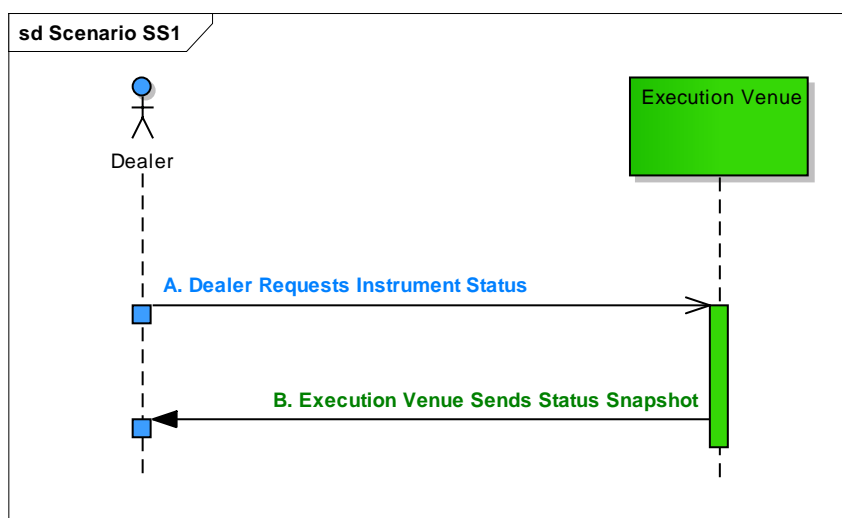 sd Scenario SS1
Execution Venue
Dealer
A. Dealer Requests Instrument Status
B. Execution Venue Sends Status Snapshot